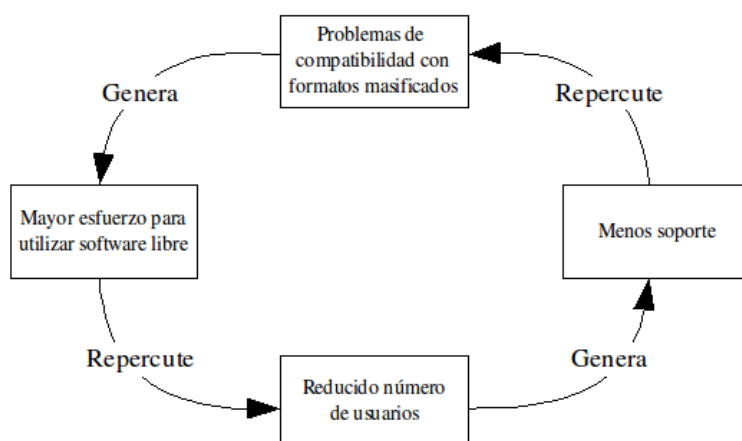 Problemas de
compatibilidad con
formatos masificados
Genera
Repercute
Mayor esfuerzo para
utilizar software libre
Menos soporte
Repercute
Genera
Reducido número
de usuarios